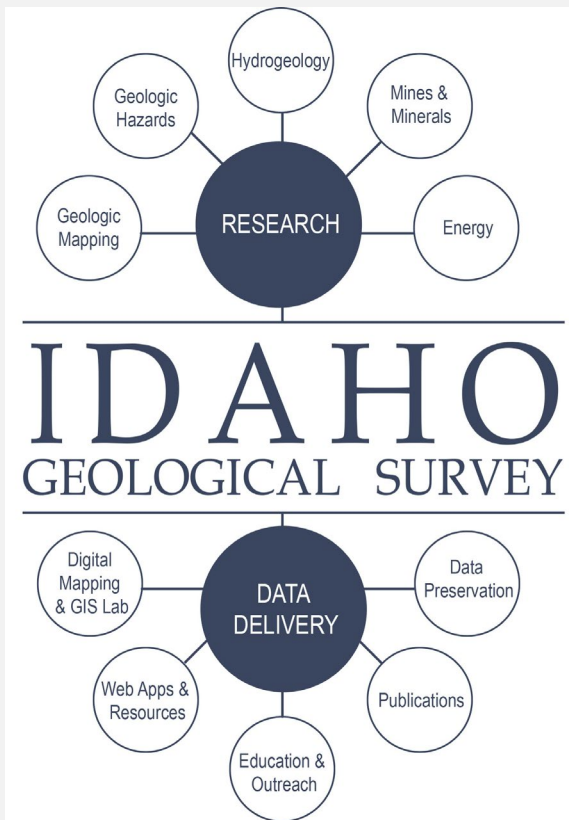 Hydrogeology
Geologic
Hazards
Mines &
Minerals
Geologic
Mapping
RESEARCH
Energy
IDAHO
GEOLOGICAL SURVEY
Digital
Mapping
& GIS Lab
DATA
DELIVERY
Data
Preservation
Web Apps &
Resources
Publications
Education &
Outreach